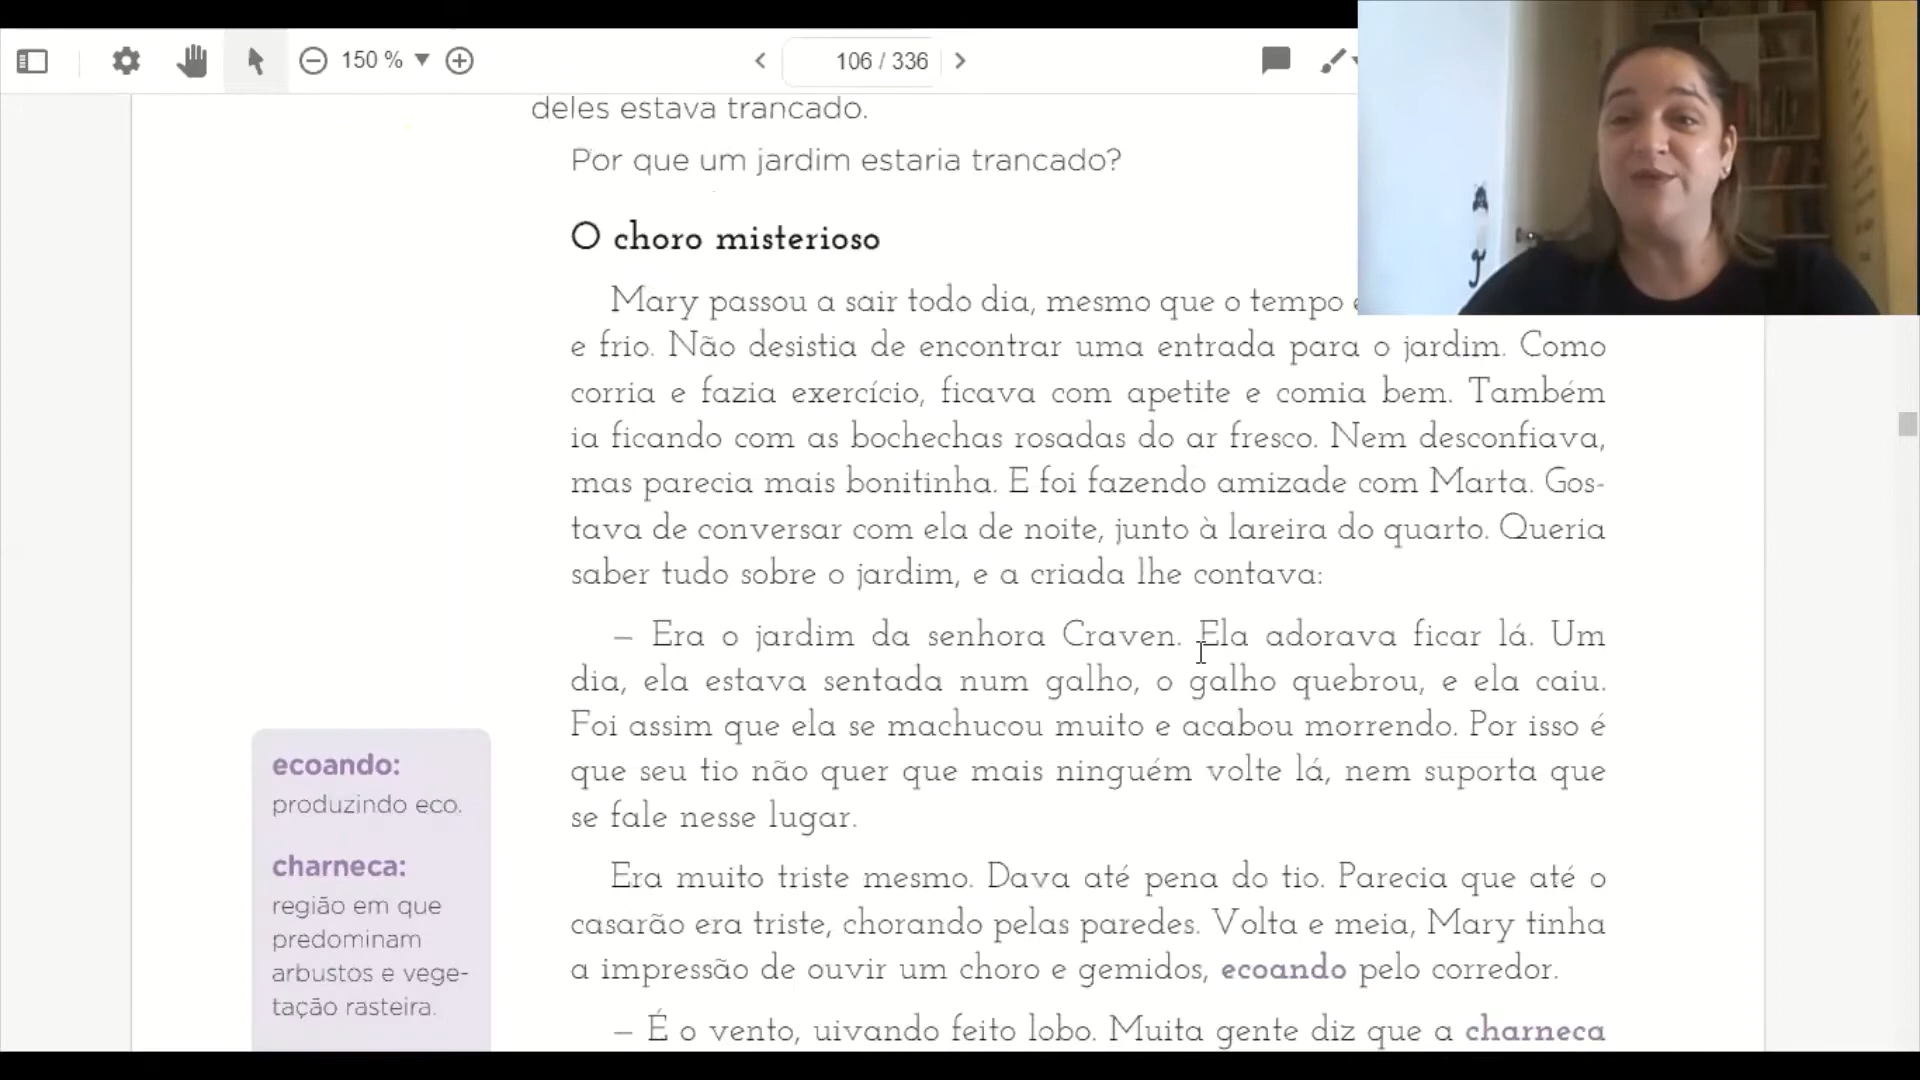 150 %
106 / 336
deles estava trancado.
Por que um jardim estaria trancado?
O choro misterioso
Mary passou a sair todo dia, mesmo que o tempo
e frio. Não desistia de encontrar uma entrada para o jardim. Como
corria e fazia exercício, ficava com apetite e comia bem. Também
ia ficando com as bochechas rosadas do ar fresco. Nem desconfiava,
mas parecia mais bonitinha. E foi fazendo amizade com Marta. Gos-
tava de conversar com ela de noite, junto à lareira do quarto. Queria
saber tudo sobre o jardim, e a criada lhe contava:
– Era o jardim da senhora Craven. Ela adorava ficar lá. Um
dia, ela estava sentada num galho, o galho quebrou, e ela caiu.
Foi assim que ela se machucou muito e acabou morrendo. Por isso é
que seu tio não quer que mais ninguém volte lá, nem suporta que
se fale nesse lugar.
Era muito triste mesmo. Dava até pena do tio. Parecia que até o
casarão era triste, chorando pelas paredes. Volta e meia, Mary tinha
a impressão de ouvir um choro e gemidos, ecoando pelo corredor.
– É o vento, uivando feito lobo. Muita gente diz que a charneca
ecoando:
produzindo eco.
charneca:
região em que
predominam
arbustos e vege-
tação rasteira.